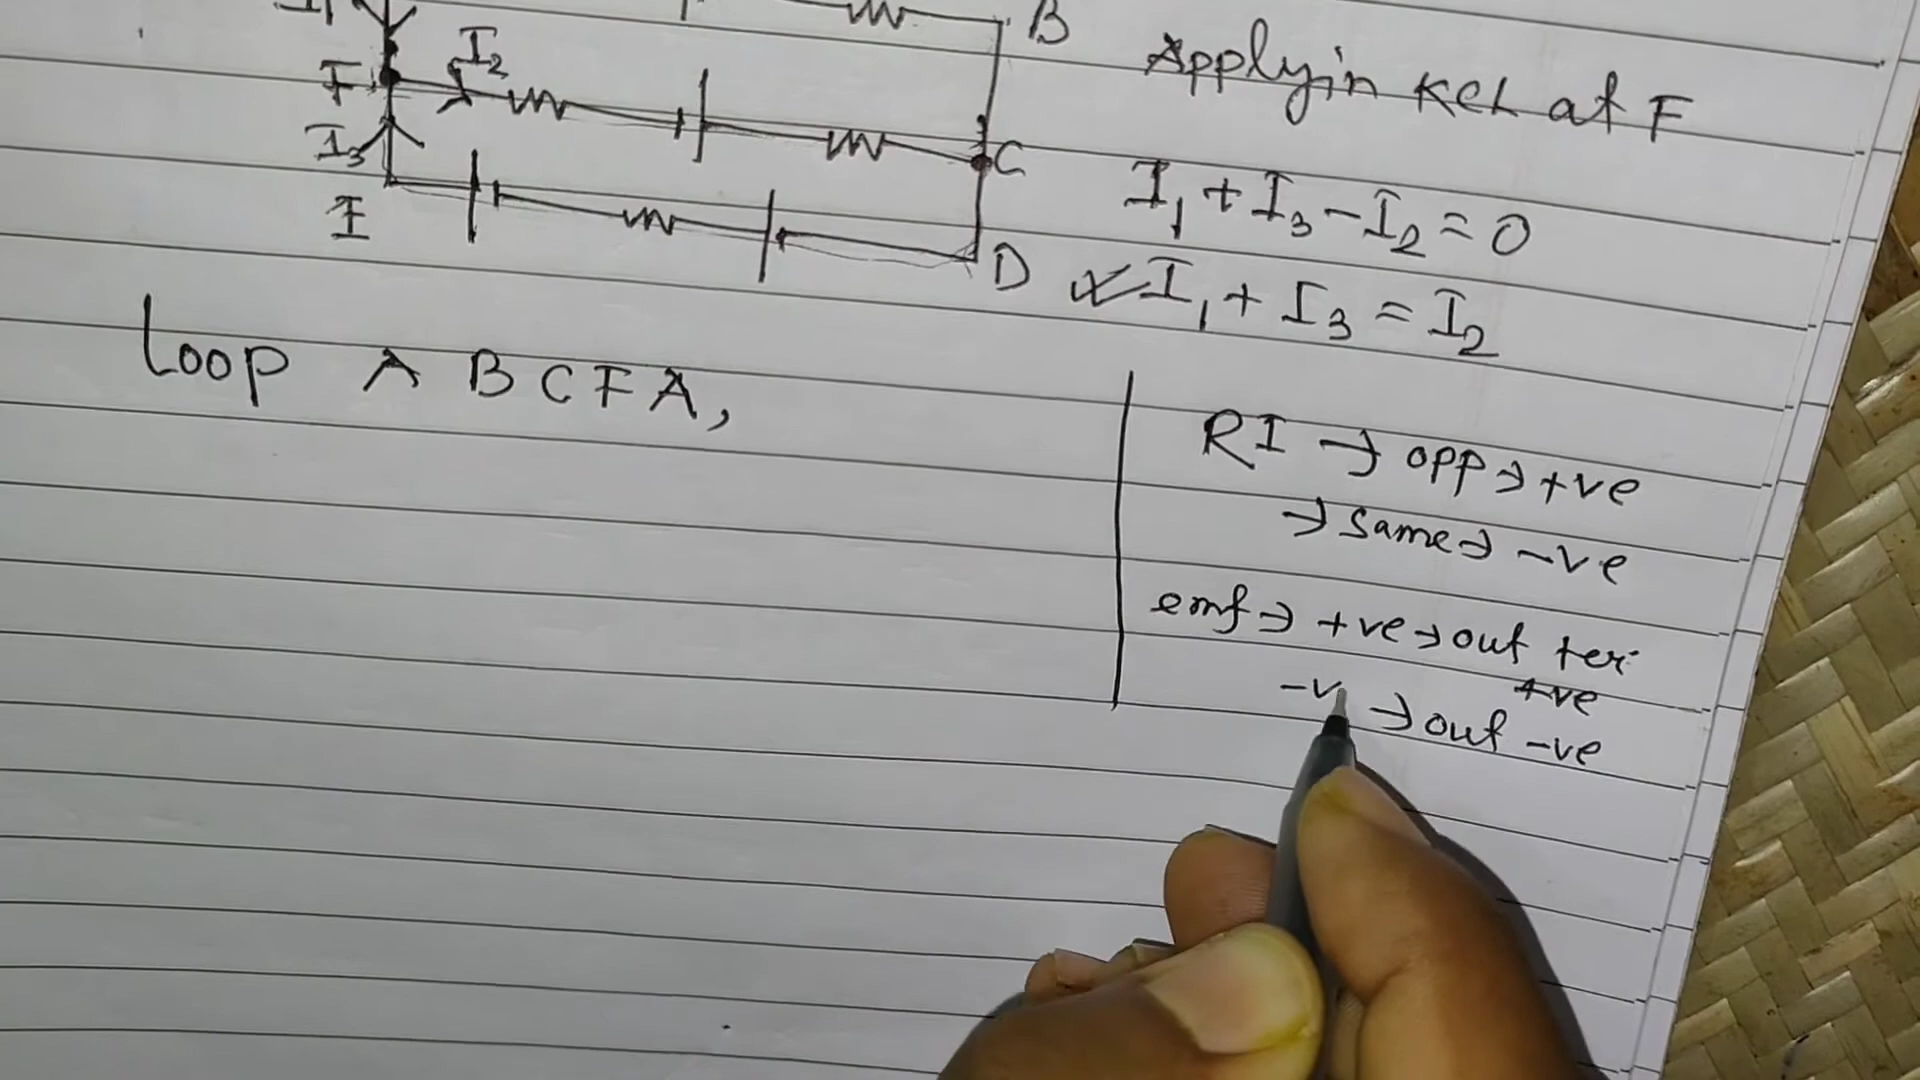 I1
B
F
I2
I3
C
I
D
Applyin KCL at F
I1 + I3 - I2 = 0
✓ I1 + I3 = I2
Loop A B C F A,
RI → opp → +ve
→ same → -ve
emf → +ve → out ter
+ve
-v → out -ve